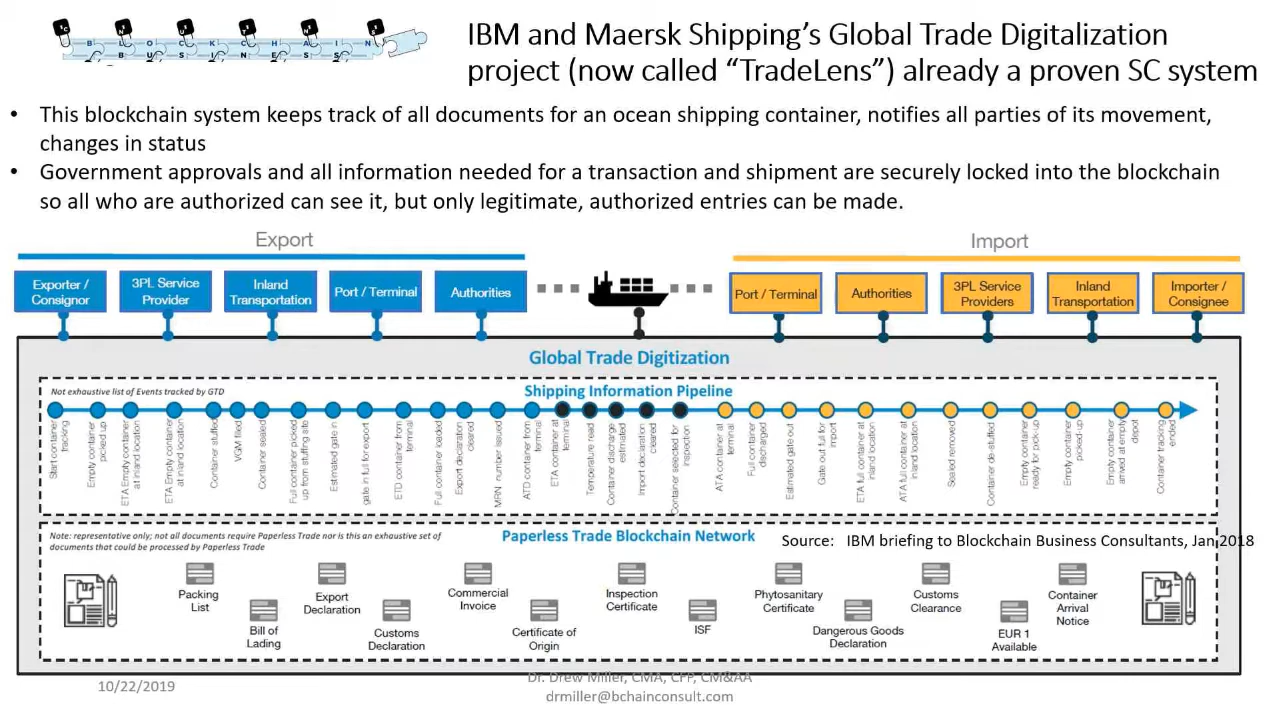 B L O C K C H A I N
B U S I N E S S
IBM and Maersk Shipping's Global Trade Digitalization
project (now called "TradeLens") already a proven SC system
• This blockchain system keeps track of all documents for an ocean shipping container, notifies all parties of its movement,
changes in status
• Government approvals and all information needed for a transaction and shipment are securely locked into the blockchain
so all who are authorized can see it, but only legitimate, authorized entries can be made.
Export
Import
Exporter /
Consignor
3PL Service
Provider
Inland
Transportation
Port / Terminal
Authorities
Port / Terminal
Authorities
3PL Service
Providers
Inland
Transportation
Importer /
Consignee
Global Trade Digitization
Not exhaustive list of Events tracked by GTD
Shipping Information Pipeline
Start container
tracking
Empty container
picked up
ETA Empty container
at inland location
ETA Empty container
at inland location
Container stuffed
VGM filed
Container sealed
Full container picked
up from stuffing site
Estimated gate in
gate in full for export
ETD container from
terminal
Full container loaded
Export declaration
cleared
MRN number issued
ATD container from
terminal
ETA container at
terminal
Temperature read
Container discharge
estimated
Import declaration
cleared
Container selected for
inspection
ATA container at
terminal
Full container
discharged
Estimated gate out
Gate out full for
import
ETA full container at
inland location
ATA full container at
inland location
Sealed removed
Container de-stuffed
Empty container
ready for pick-up
Empty container
picked-up
Empty container
arrived at empty
depot
Container tracking
ended
Note: representative only; not all documents require Paperless Trade nor is this an exhaustive set of
documents that could be processed by Paperless Trade
Paperless Trade Blockchain Network
Source: IBM briefing to Blockchain Business Consultants, Jan 2018
Packing
List
Bill of
Lading
Export
Declaration
Customs
Declaration
Commercial
Invoice
Certificate of
Origin
Inspection
Certificate
ISF
Phytosanitary
Certificate
Dangerous Goods
Declaration
Customs
Clearance
EUR 1
Available
Container
Arrival
Notice
10/22/2019
Dr. Drew Miller, CMA, CFP, CM&AA
drmiller@bchainconsult.com